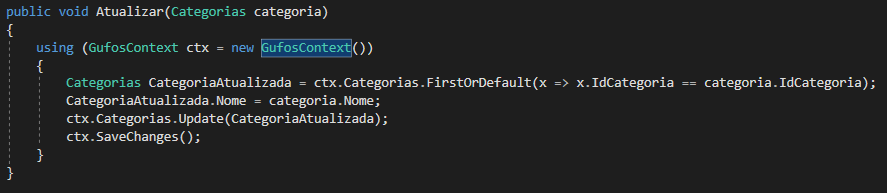 public void Atualizar(Categorias categoria)
{
using (GufosContext ctx = new GufosContext())
{
Categorias CategoriaAtualizada = ctx.Categorias.FirstOrDefault(x => x.IdCategoria == categoria.IdCategoria);
CategoriaAtualizada.Nome = categoria.Nome;
ctx.Categorias.Update(CategoriaAtualizada);
ctx.SaveChanges();
}
}